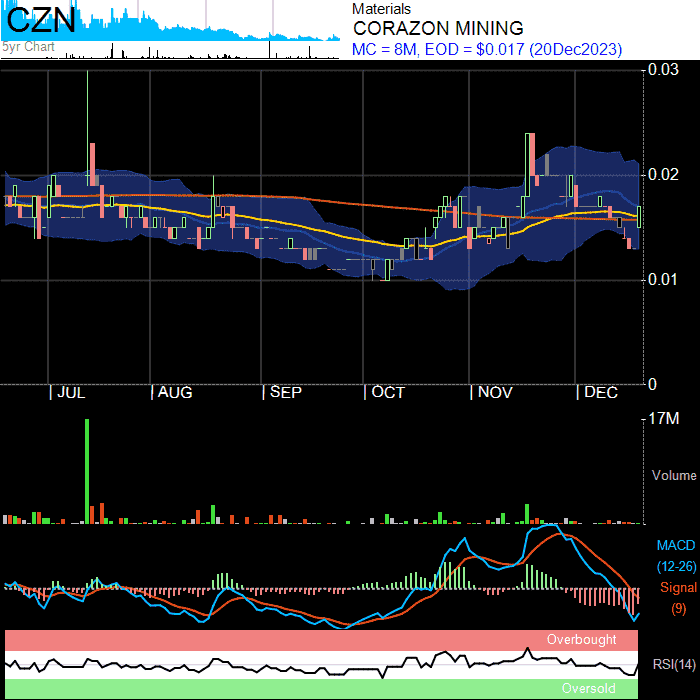 CZN
5yr Chart
Materials
CORAZON MINING
MC = 8M, EOD = $0.017 (20Dec2023)
0.03
0.02
0.01
0
JUL
AUG
SEP
OCT
NOV
DEC
17M
Volume
MACD
(12-26)
Signal
(9)
Overbought
RSI(14)
Oversold